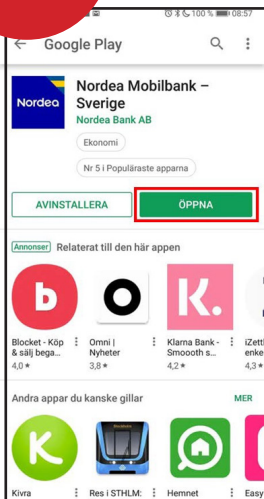 100 % 08:57
Google Play
Nordea
Nordea Mobilbank –
Sverige
Nordea Bank AB
Ekonomi
Nr 5 i Populäraste apparna
AVINSTALLERA
ÖPPNA
Annonser Relaterat till den här appen
b
K.
Blocket - Köp
& sälj bega...
4,0★
Omni |
Nyheter
3,8★
Klarna Bank -
Smoooth s...
4,2★
iZettl
enke
4,3★
Andra appar du kanske gillar
MER
K
Kivra
Res i STHLM:
Hemnet
Easy